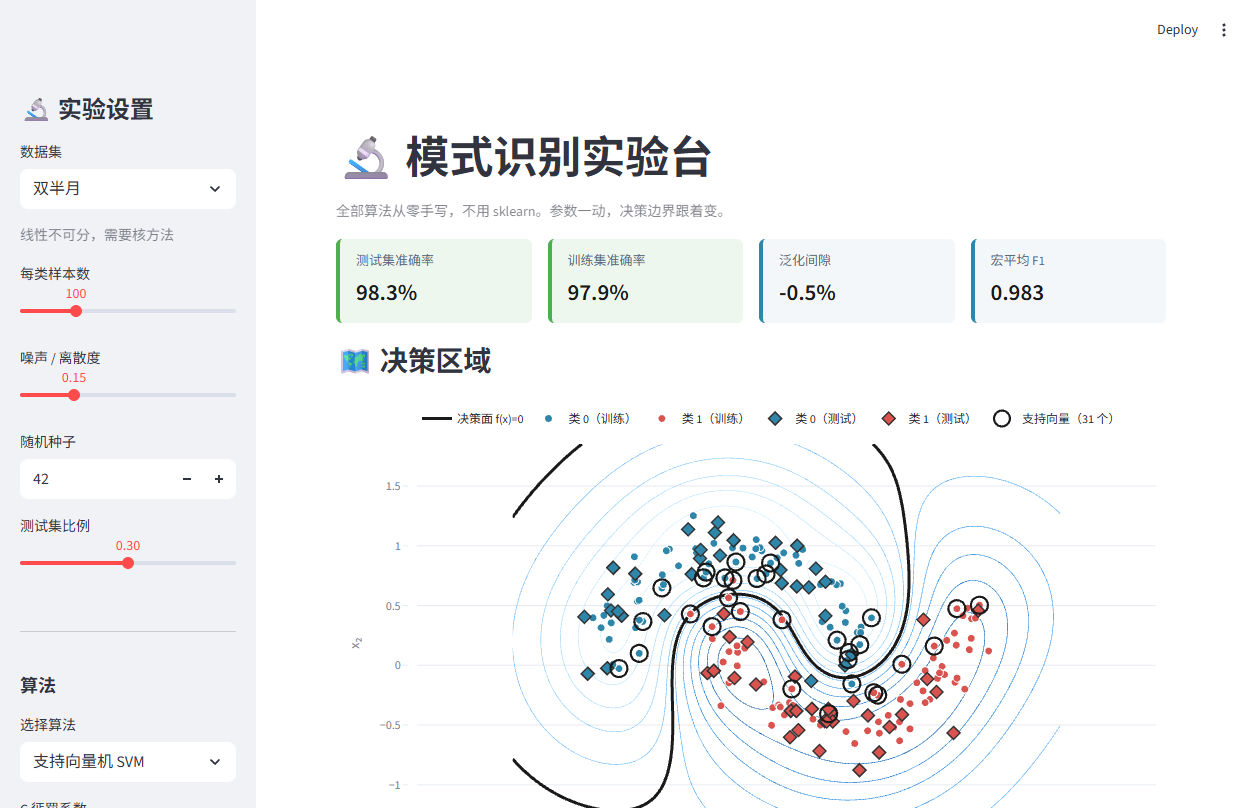 Deploy
实验设置
数据集
双半月
线性不可分，需要核方法
每类样本数
100
噪声 / 离散度
0.15
随机种子
42
测试集比例
0.30
算法
选择算法
支持向量机 SVM
C 惩罚系数
模式识别实验台
全部算法从零手写，不用 sklearn。参数一动，决策边界跟着变。
测试集准确率
98.3%
训练集准确率
97.9%
泛化间隙
-0.5%
宏平均 F1
0.983
决策区域
决策面 f(x)=0 类 0（训练） 类 1（训练） 类 0（测试） 类 1（测试） 支持向量（31 个）
1.5
1
0.5
0
−0.5
−1
x₂